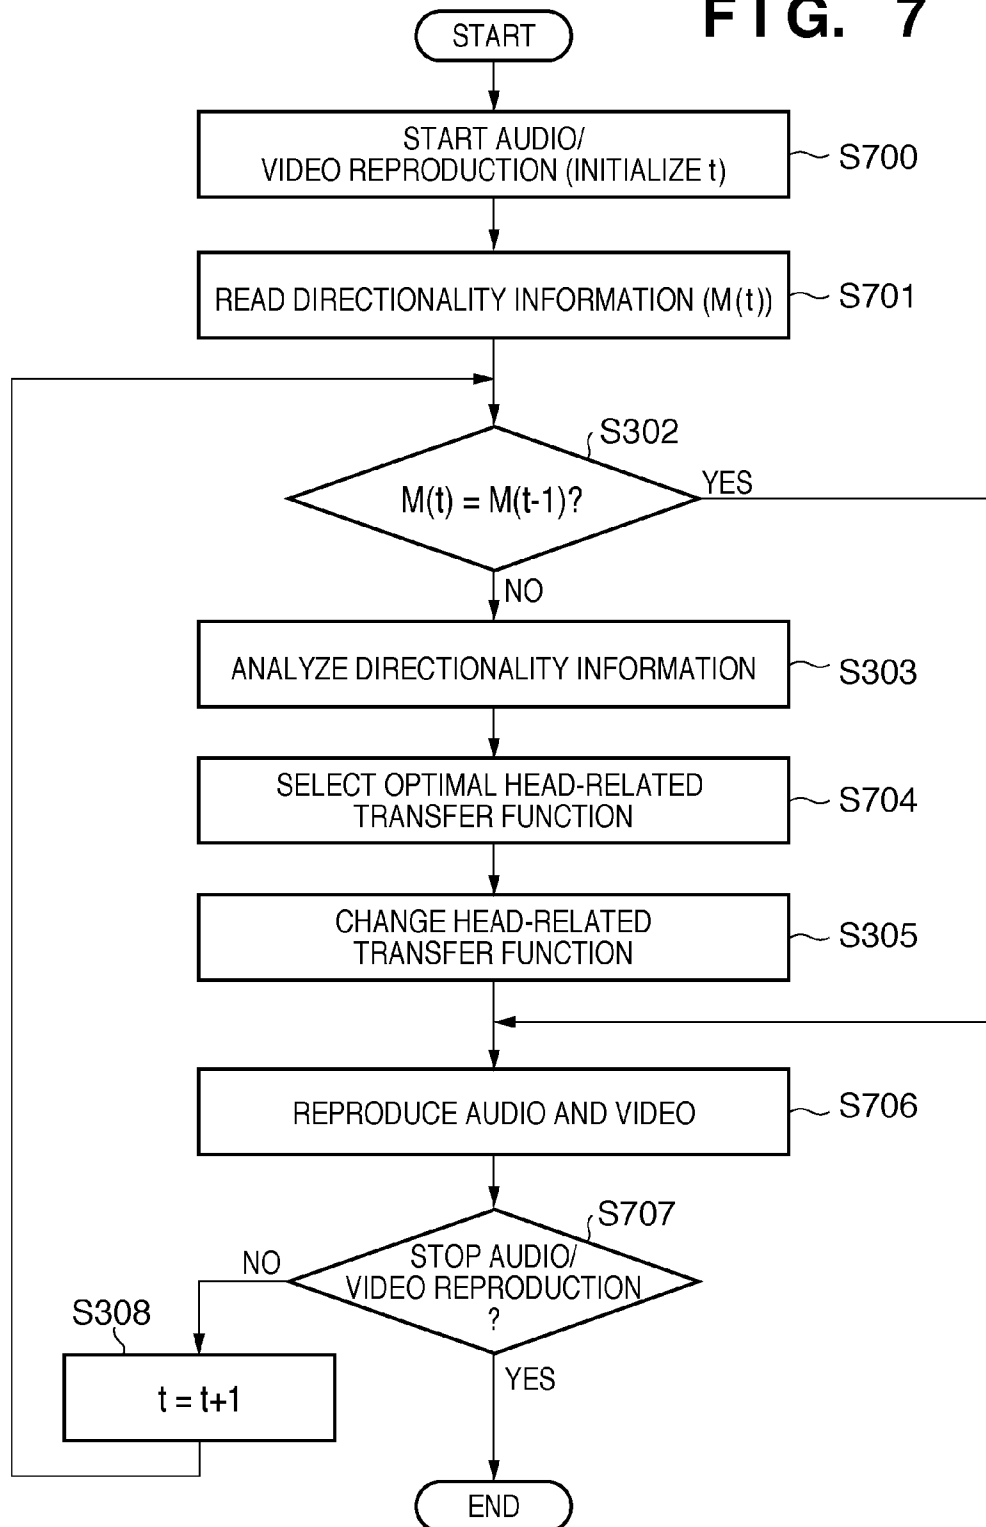 FIG. 7
START
START AUDIO/
VIDEO REPRODUCTION (INITIALIZE t)
S700
READ DIRECTIONALITY INFORMATION (M(t))
S701
S302
M(t) = M(t-1)?
YES
NO
ANALYZE DIRECTIONALITY INFORMATION
S303
SELECT OPTIMAL HEAD-RELATED
TRANSFER FUNCTION
S704
CHANGE HEAD-RELATED
TRANSFER FUNCTION
S305
REPRODUCE AUDIO AND VIDEO
S706
S707
STOP AUDIO/
VIDEO REPRODUCTION
?
NO
S308
t = t+1
YES
END